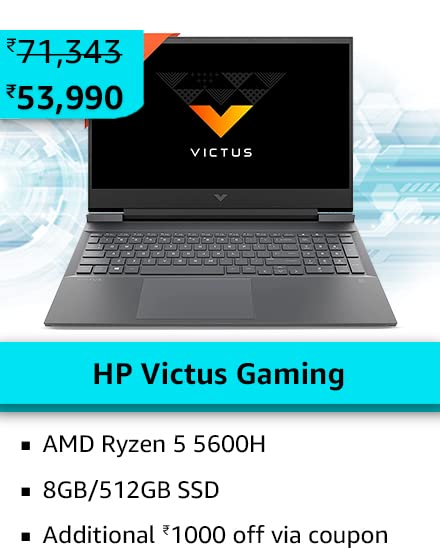 ₹71,343
₹53,990
VICTUS
HP Victus Gaming
▪ AMD Ryzen 5 5600H
▪ 8GB/512GB SSD
▪ Additional ₹1000 off via coupon